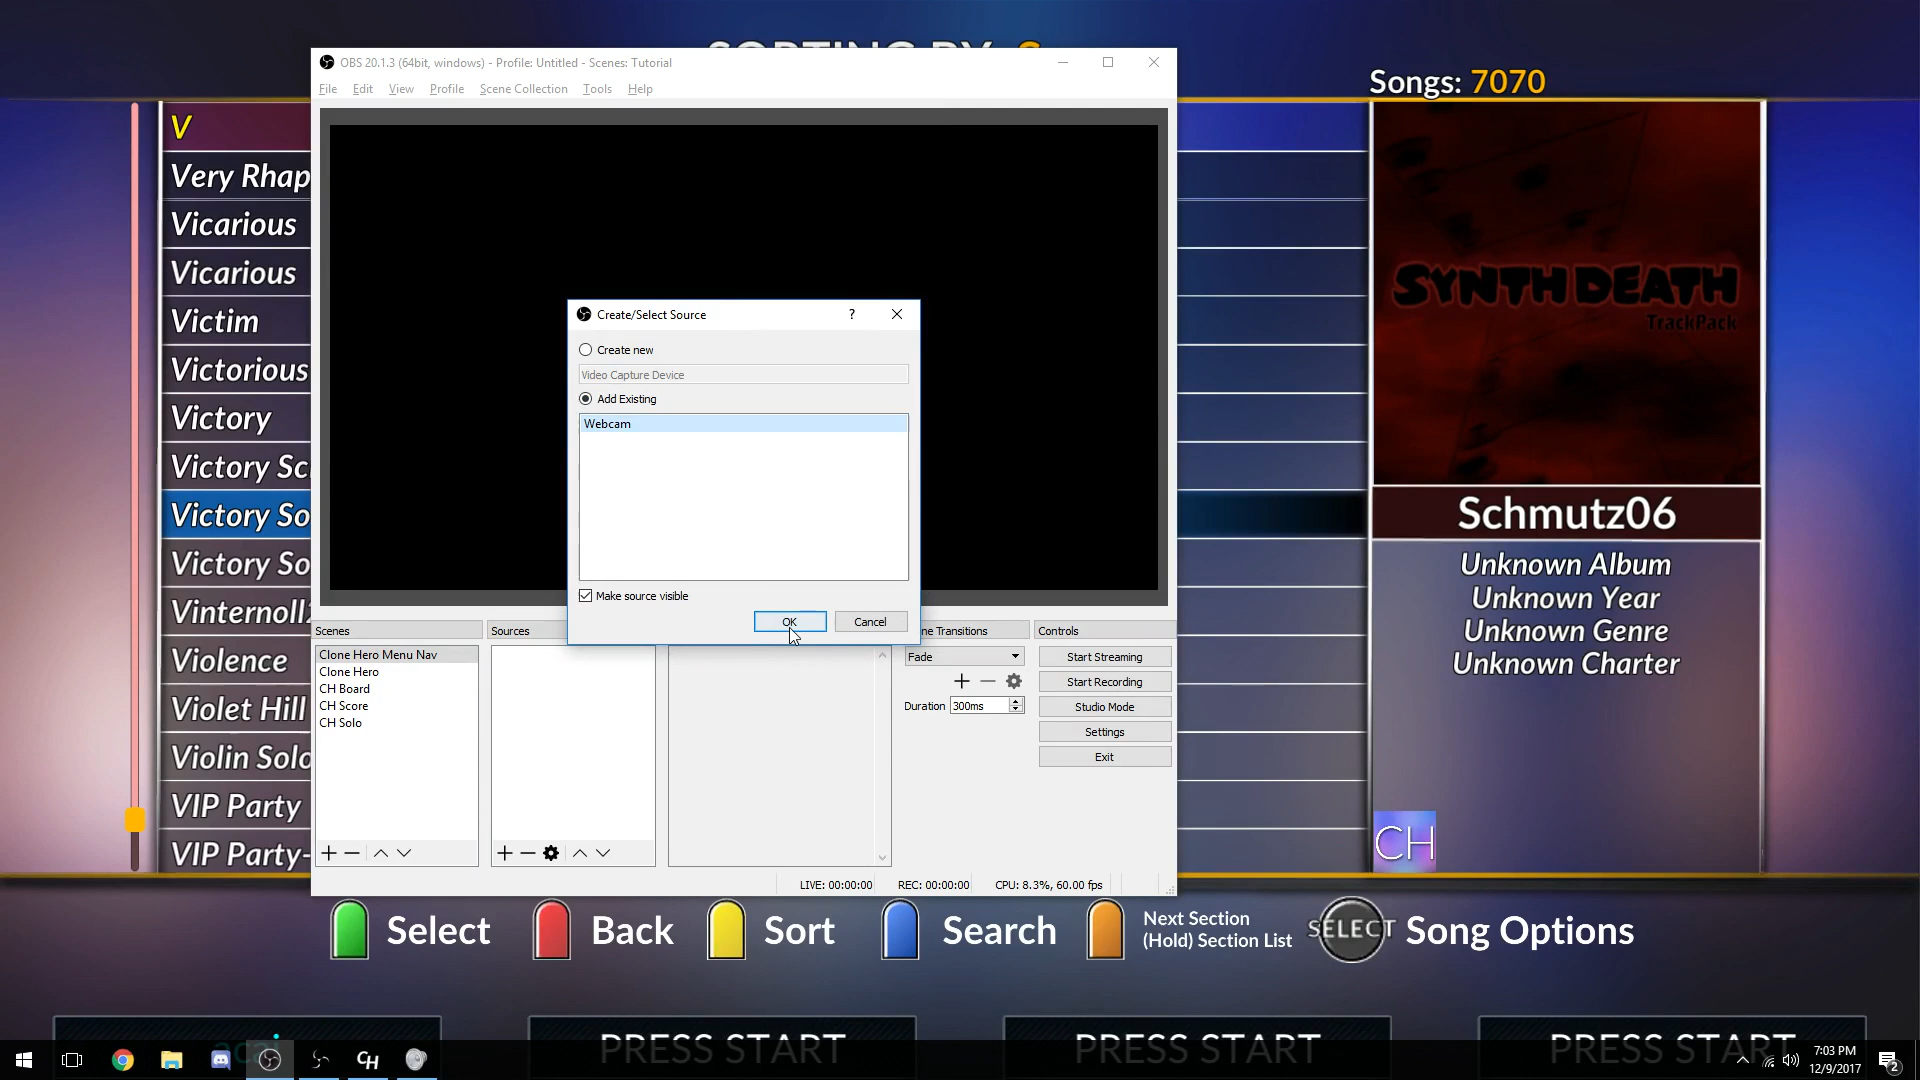 Songs: 7070
OBS 20.1.3 (64bit, windows) - Profile: Untitled - Scenes: Tutorial
File Edit View Profile Scene Collection Tools Help
V
Very Rhap
Vicarious
Vicarious
Victim
Victorious
Victory
Victory Sc
Victory So
Victory So
Vinternoll
Violence
Violet Hill
Violin Solo
VIP Party
VIP Party-
Create/Select Source
?
Create new
Video Capture Device
Add Existing
Webcam
Make source visible
OK Cancel
Scenes
Clone Hero Menu Nav
Clone Hero
CH Board
CH Score
CH Solo
Sources
ne Transitions
Fade
Duration 300ms
Controls
Start Streaming
Start Recording
Studio Mode
Settings
Exit
LIVE: 00:00:00 REC: 00:00:00 CPU: 8.3%, 60.00 fps
SYNTH DEATH
TrackPack
Schmutz06
Unknown Album
Unknown Year
Unknown Genre
Unknown Charter
CH
Select Back Sort Search
Next Section
(Hold) Section List
SELECT Song Options
PRESS START PRESS START PRESS START
CH
7:03 PM
12/9/2017
2